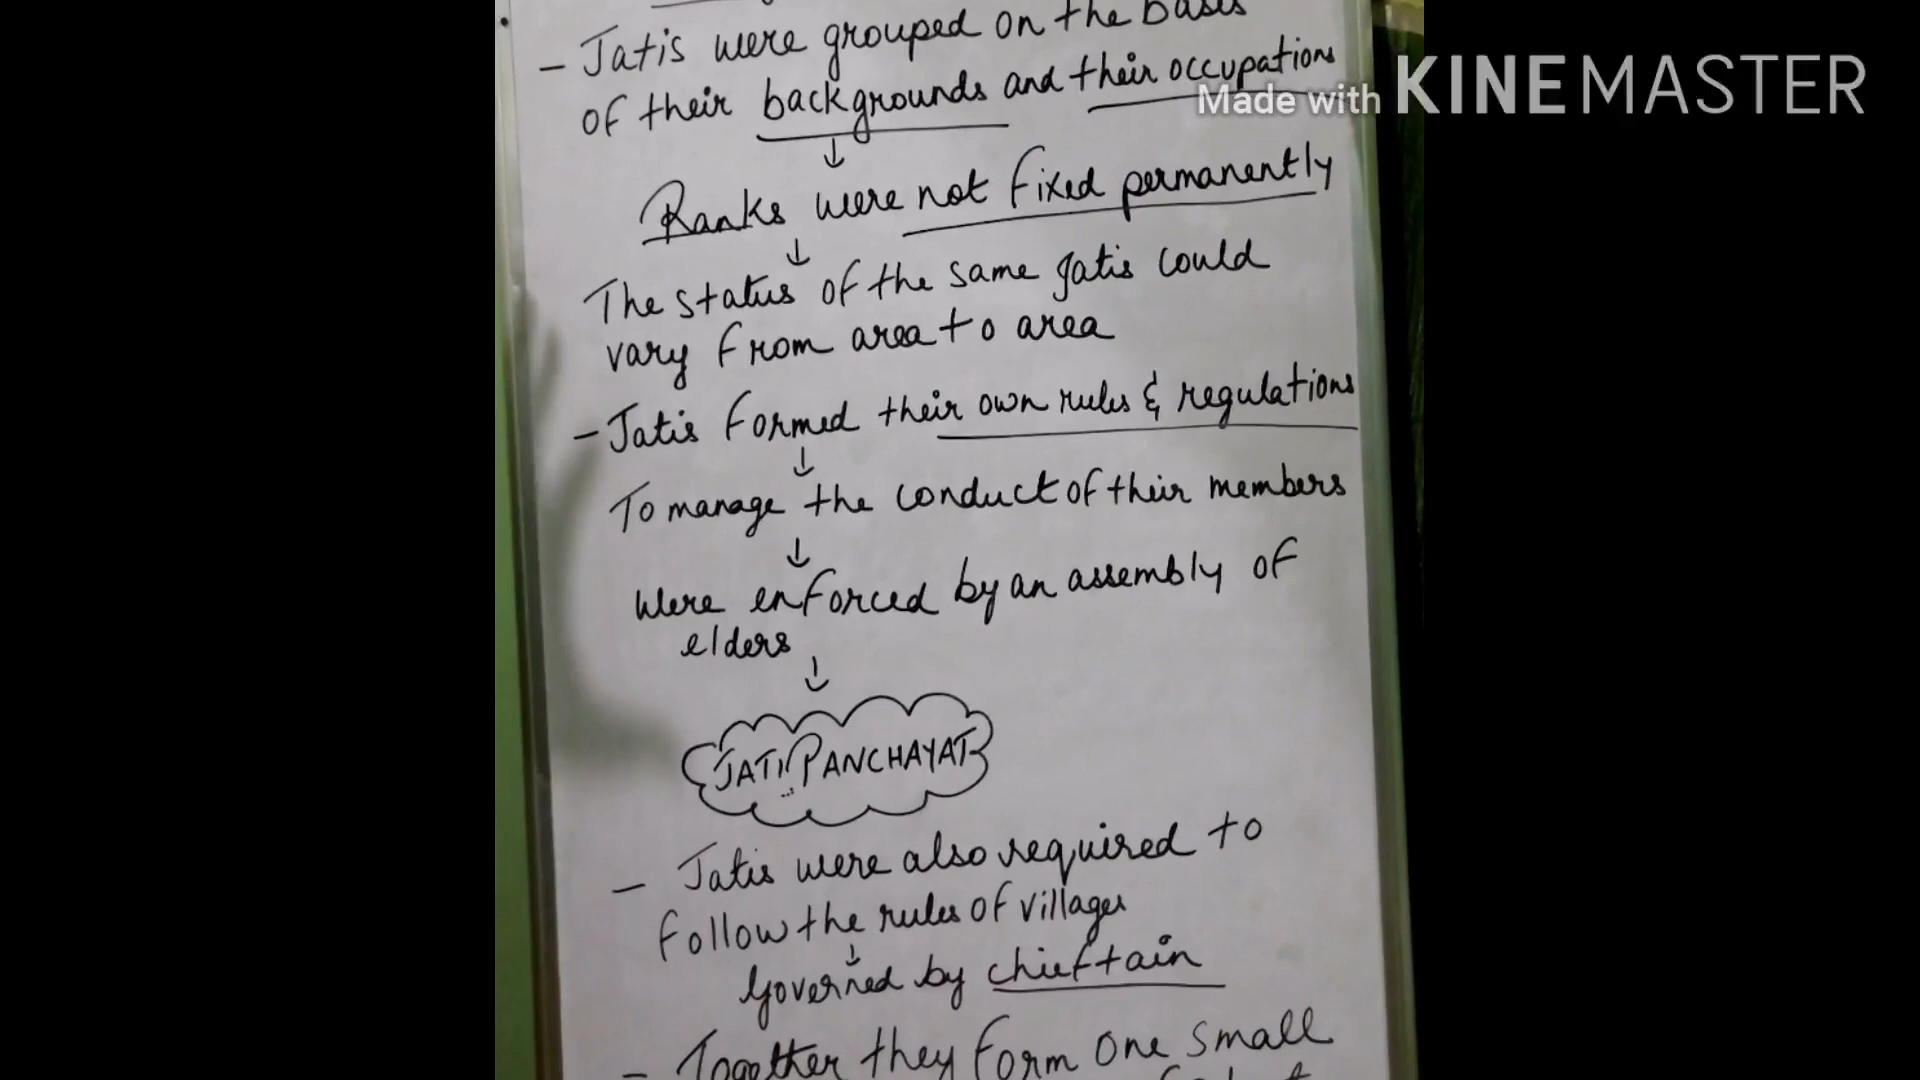 - Jatis were grouped on the basis
of their backgrounds and their occupations
Made with KINEMASTER
↓
Ranks were not fixed permanently
↓
The status of the same jatis could
vary from area to area
- Jatis formed their own rules & regulations
↓
To manage the conduct of their members
↓
were enforced by an assembly of
elders
↓
JATI PANCHAYAT
- Jatis were also required to
follow the rules of villages
↓
Governed by chieftain
- Together they form one small